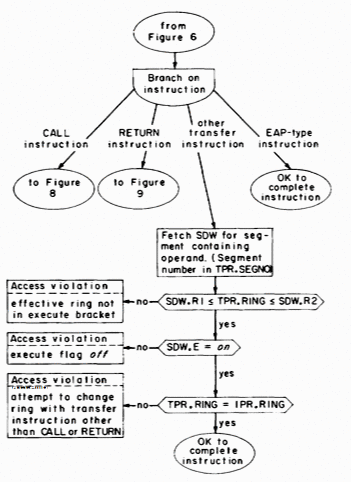 from
Figure 6
Branch on
instruction
CALL
instruction
RETURN
instruction
other
transfer
instruction
EAP-type
instruction
to Figure
8
to Figure
9
OK to
complete
instruction
Fetch SDW for seg-
ment containing
operand. (Segment
number in TPR.SEGNO)
Access violation
effective ring not
in execute bracket
no
SDW.R1 ≤ TPR.RING ≤ SDW.R2
yes
Access violation
execute flag off
no
SDW.E = on
yes
Access violation
attempt to change
ring with transfer
instruction other
than CALL or RETURN
no
TPR.RING = IPR.RING
yes
OK to
complete
instruction